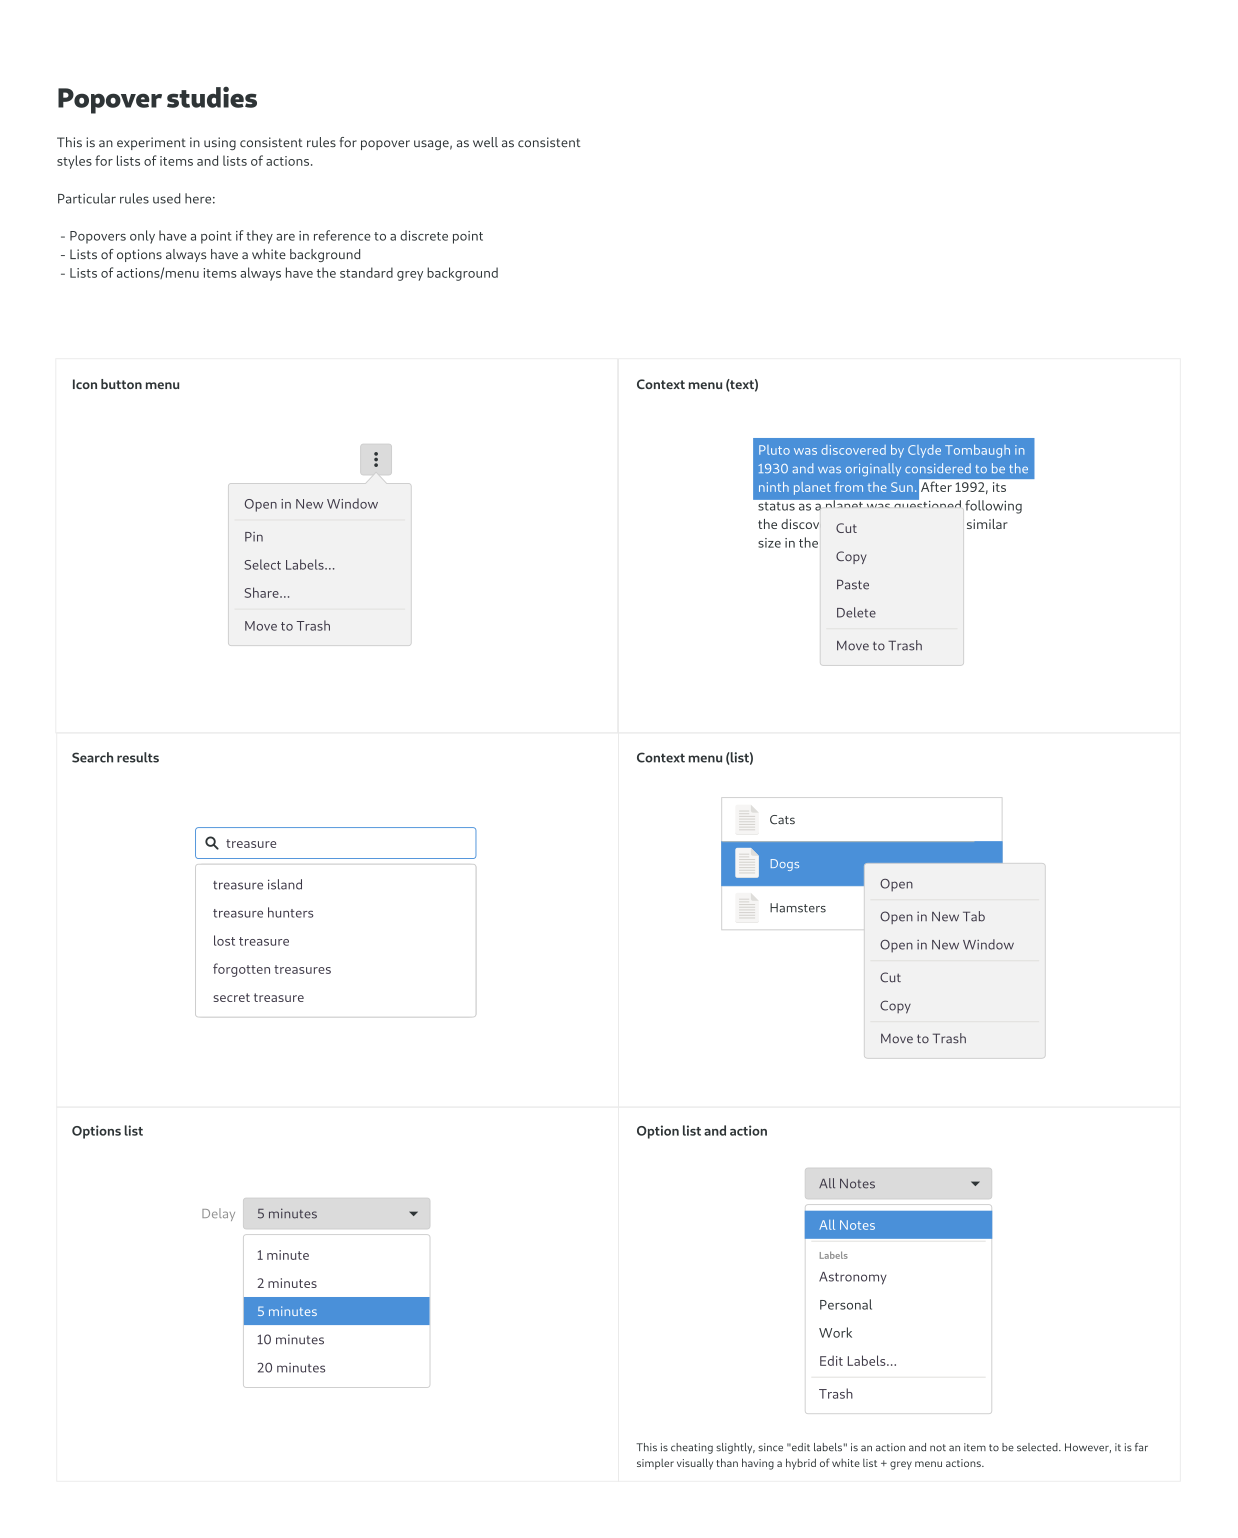 Popover studies
This is an experiment in using consistent rules for popover usage, as well as consistent
styles for lists of items and lists of actions.
Particular rules used here:
- Popovers only have a point if they are in reference to a discrete point
- Lists of options always have a white background
- Lists of actions/menu items always have the standard grey background
Icon button menu
Open in New Window
Pin
Select Labels...
Share...
Move to Trash
Context menu (text)
Pluto was discovered by Clyde Tombaugh in
1930 and was originally considered to be the
ninth planet from the Sun. After 1992, its
status as a planet was questioned following
the discov similar
size in the
Cut
Copy
Paste
Delete
Move to Trash
Search results
treasure
treasure island
treasure hunters
lost treasure
forgotten treasures
secret treasure
Context menu (list)
Cats
Dogs
Hamsters
Open
Open in New Tab
Open in New Window
Cut
Copy
Move to Trash
Options list
Delay 5 minutes
1 minute
2 minutes
5 minutes
10 minutes
20 minutes
Option list and action
All Notes
All Notes
Labels
Astronomy
Personal
Work
Edit Labels...
Trash
This is cheating slightly, since "edit labels" is an action and not an item to be selected. However, it is far
simpler visually than having a hybrid of white list + grey menu actions.